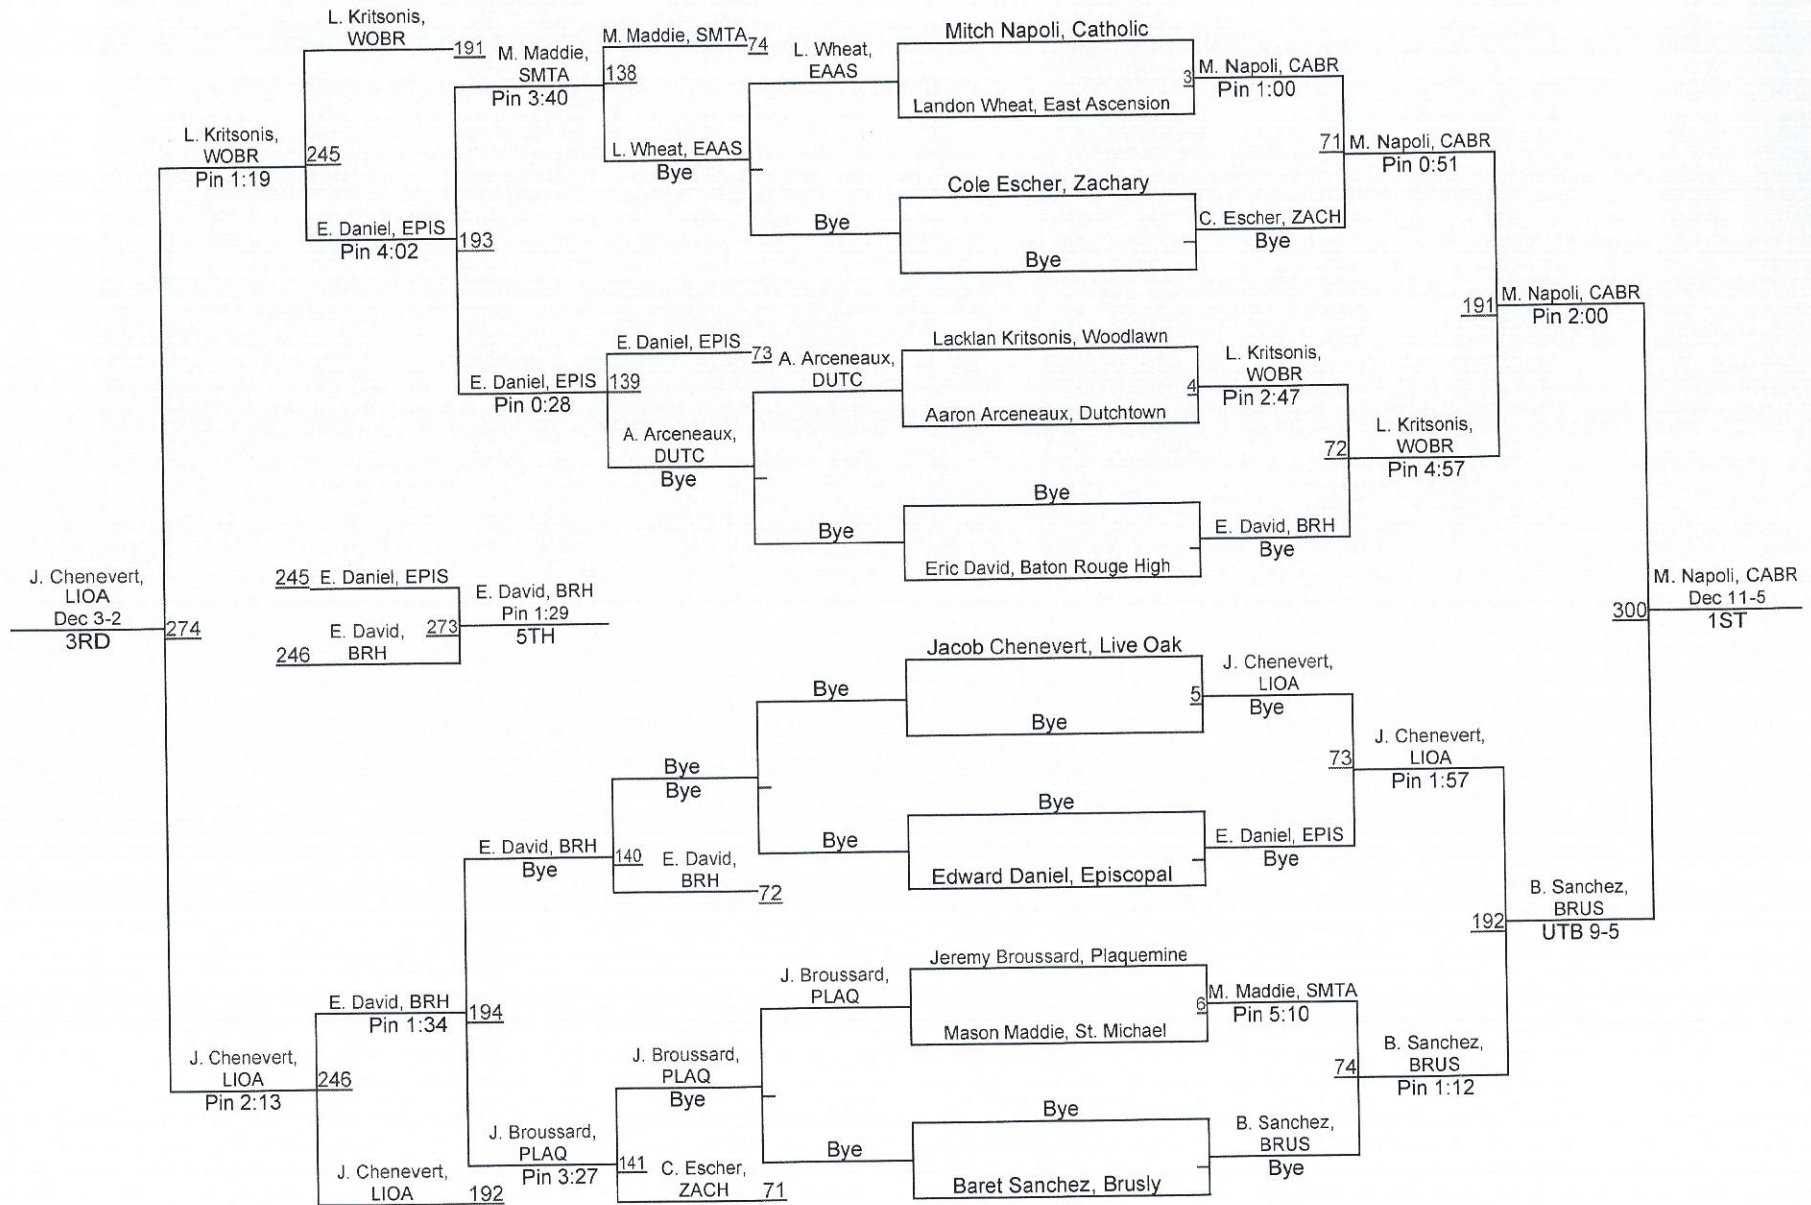 L. Kritsonis,
WOBR
191
M. Maddie,
SMTA
Pin 3:40
M. Maddie, SMTA
74
138
L. Wheat,
EAAS
Mitch Napoli, Catholic
3
Landon Wheat, East Ascension
M. Napoli, CABR
Pin 1:00
L. Kritsonis,
WOBR
Pin 1:19
245
L. Wheat, EAAS
Bye
71
M. Napoli, CABR
Pin 0:51
E. Daniel, EPIS
Pin 4:02
193
Bye
Cole Escher, Zachary
Bye
C. Escher, ZACH
Bye
191
M. Napoli, CABR
Pin 2:00
E. Daniel, EPIS
73
E. Daniel, EPIS
Pin 0:28
139
A. Arceneaux,
DUTC
Lacklan Kritsonis, Woodlawn
4
Aaron Arceneaux, Dutchtown
L. Kritsonis,
WOBR
Pin 2:47
A. Arceneaux,
DUTC
Bye
72
L. Kritsonis,
WOBR
Pin 4:57
Bye
Bye
Eric David, Baton Rouge High
E. David, BRH
Bye
J. Chenevert,
LIOA
Dec 3-2
3RD
274
245
E. Daniel, EPIS
E. David,
BRH
246
273
E. David, BRH
Pin 1:29
5TH
300
M. Napoli, CABR
Dec 11-5
1ST
Bye
Jacob Chenevert, Live Oak
5
Bye
J. Chenevert,
LIOA
Bye
Bye
Bye
73
J. Chenevert,
LIOA
Pin 1:57
E. David, BRH
Bye
140
E. David,
BRH
72
Bye
Bye
Edward Daniel, Episcopal
E. Daniel, EPIS
Bye
192
B. Sanchez,
BRUS
UTB 9-5
E. David, BRH
Pin 1:34
194
J. Broussard,
PLAQ
Jeremy Broussard, Plaquemine
6
Mason Maddie, St. Michael
M. Maddie, SMTA
Pin 5:10
J. Chenevert,
LIOA
Pin 2:13
246
J. Broussard,
PLAQ
Bye
74
B. Sanchez,
BRUS
Pin 1:12
J. Chenevert,
LIOA
192
J. Broussard,
PLAQ
Pin 3:27
141
C. Escher,
ZACH
71
Bye
Bye
Baret Sanchez, Brusly
B. Sanchez,
BRUS
Bye